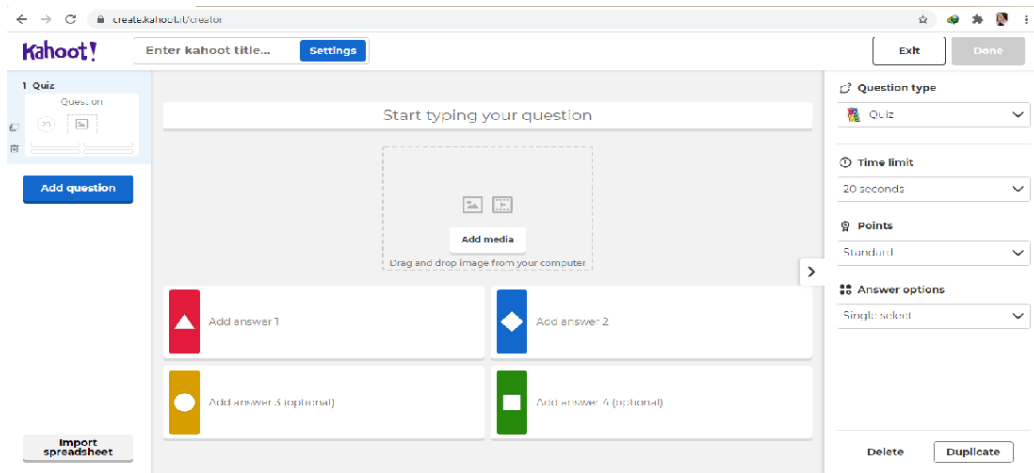 create.kahoot.it/creator
Kahoot!
Enter kahoot title...
Settings
Exit
Done
1 Quiz
Question
20
Add question
Import
spreadsheet
Start typing your question
Add media
Drag and drop image from your computer
Add answer 1
Add answer 2
Add answer 3 (optional)
Add answer 4 (optional)
Question type
Quiz
Time limit
20 seconds
Points
Standard
Answer options
Single select
Delete
Duplicate